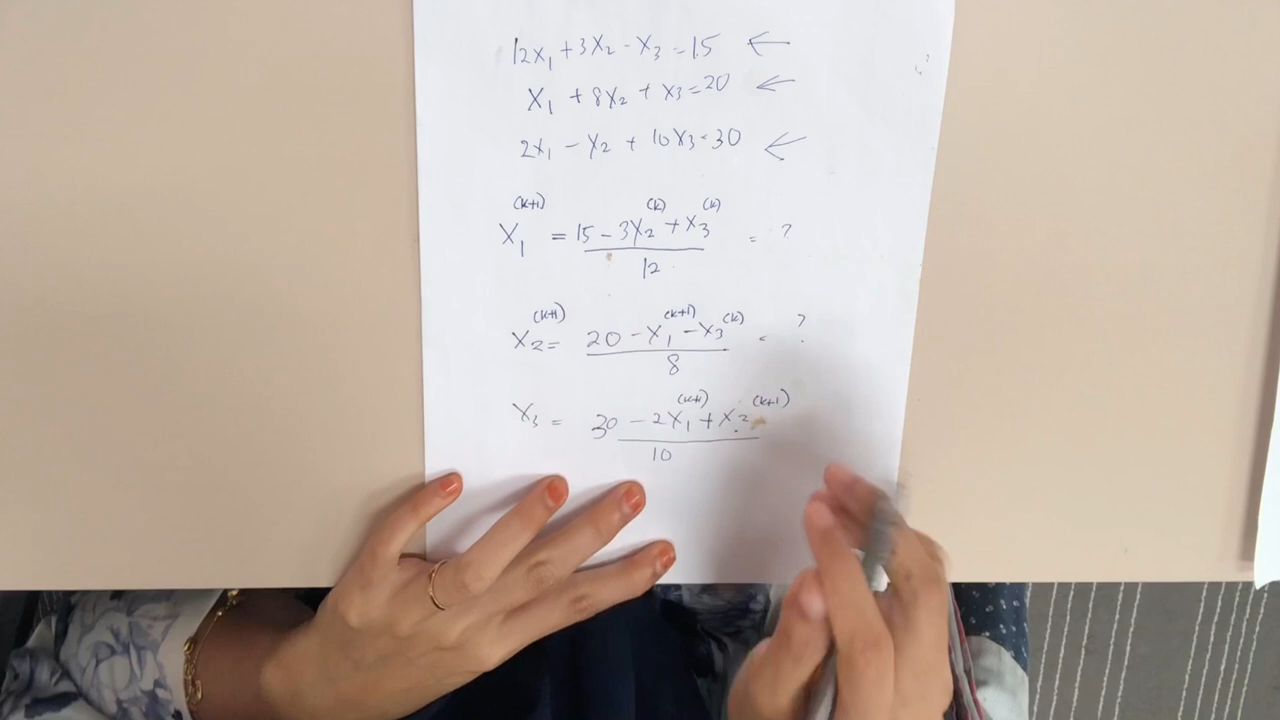 12x₁ + 3x₂ - x₃ = 15 ←
x₁ + 8x₂ + x₃ = 20 ←
2x₁ - x₂ + 10x₃ = 30 ←
x₁⁽ᵏ⁺¹⁾ = (15 - 3x₂⁽ᵏ⁾ + x₃⁽ᵏ⁾) / 12 = ?
x₂⁽ᵏ⁺¹⁾ = (20 - x₁⁽ᵏ⁺¹⁾ - x₃⁽ᵏ⁾) / 8 = ?
x₃ = (30 - 2x₁⁽ᵏ⁺¹⁾ + x₂⁽ᵏ⁺¹⁾) / 10